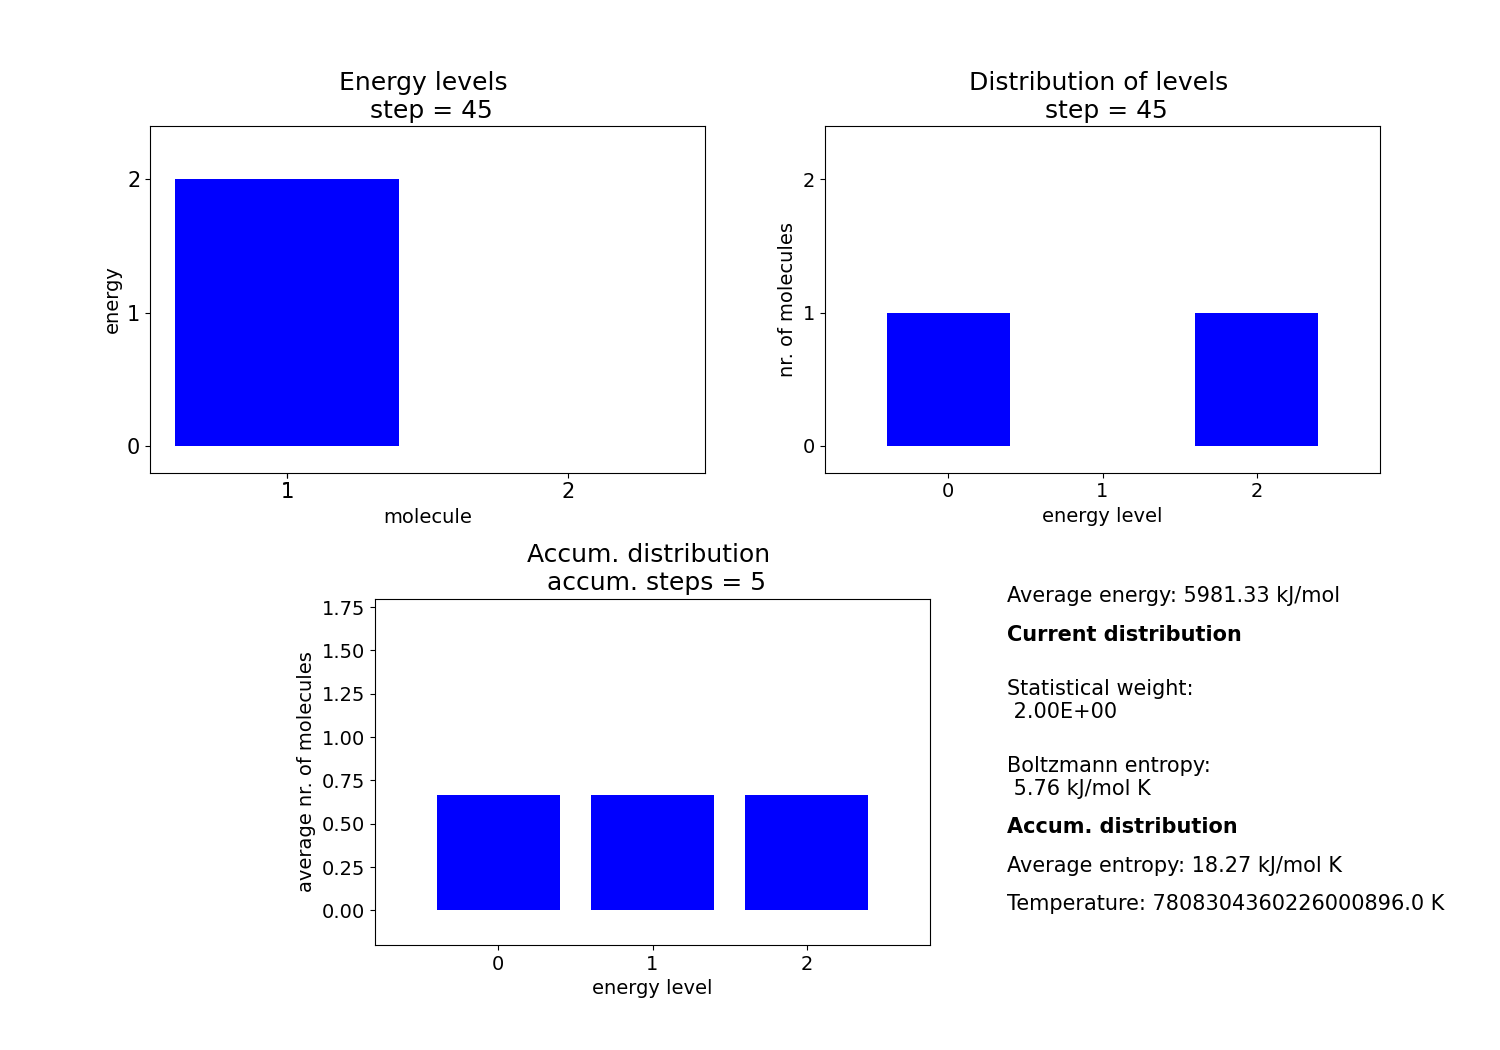 Energy levels
step = 45
2
1
0
energy
1
2
molecule
Distribution of levels
step = 45
2
1
0
nr. of molecules
0
1
2
energy level
Accum. distribution
accum. steps = 5
1.75
1.50
1.25
1.00
0.75
0.50
0.25
0.00
average nr. of molecules
0
1
2
energy level
Average energy: 5981.33 kJ/mol
Current distribution
Statistical weight:
2.00E+00
Boltzmann entropy:
5.76 kJ/mol K
Accum. distribution
Average entropy: 18.27 kJ/mol K
Temperature: 7808304360226000896.0 K